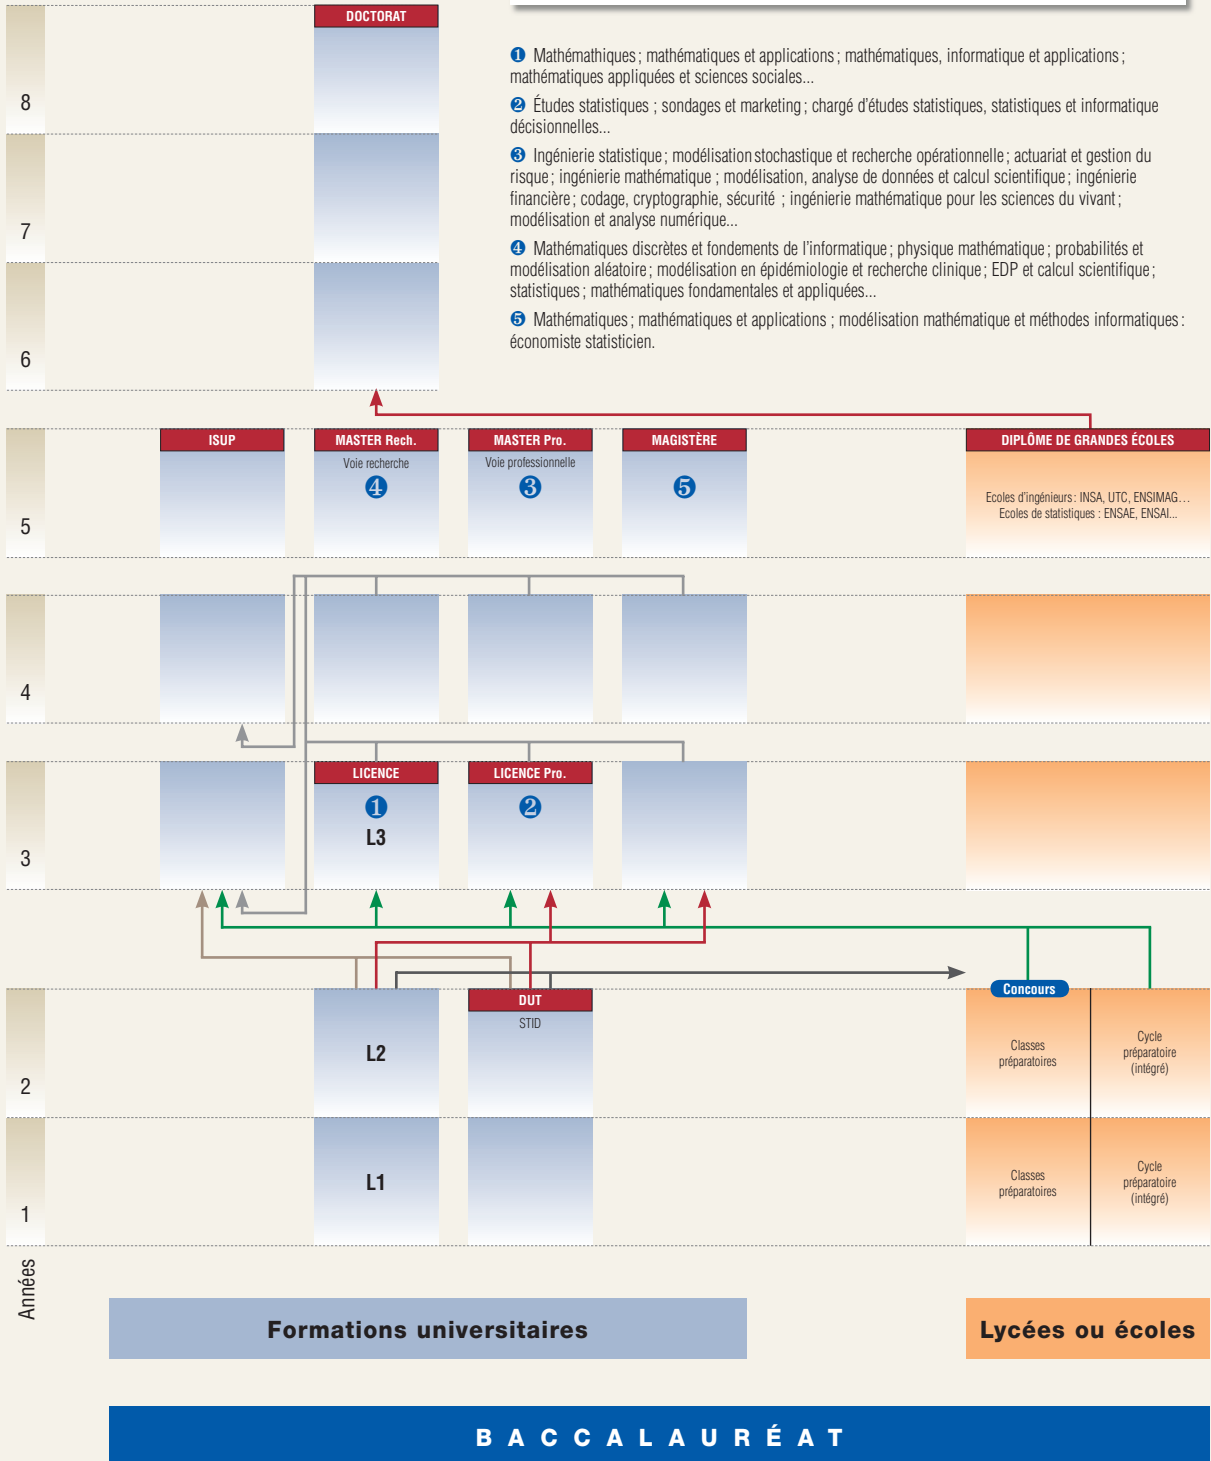 DOCTORAT
❶ Mathémathiques ; mathématiques et applications ; mathématiques, informatique et applications ;
mathématiques appliquées et sciences sociales...
❷ Études statistiques ; sondages et marketing ; chargé d'études statistiques, statistiques et informatique
décisionnelles...
❸ Ingénierie statistique ; modélisation stochastique et recherche opérationnelle ; actuariat et gestion du
risque ; ingénierie mathématique ; modélisation, analyse de données et calcul scientifique ; ingénierie
financière ; codage, cryptographie, sécurité ; ingénierie mathématique pour les sciences du vivant ;
modélisation et analyse numérique...
❹ Mathématiques discrètes et fondements de l'informatique ; physique mathématique ; probabilités et
modélisation aléatoire ; modélisation en épidémiologie et recherche clinique ; EDP et calcul scientifique ;
statistiques ; mathématiques fondamentales et appliquées...
❺ Mathématiques ; mathématiques et applications ; modélisation mathématique et méthodes informatiques :
économiste statisticien.
8
7
6
ISUP
MASTER Rech.
Voie recherche
❹
MASTER Pro.
Voie professionnelle
❸
MAGISTÈRE
❺
DIPLÔME DE GRANDES ÉCOLES
Ecoles d'ingénieurs : INSA, UTC, ENSIMAG...
Ecoles de statistiques : ENSAE, ENSAI...
5
4
LICENCE
❶
L3
LICENCE Pro.
❷
3
L2
DUT
STID
Concours
Classes
préparatoires
Cycle
préparatoire
(intégré)
2
L1
Classes
préparatoires
Cycle
préparatoire
(intégré)
1
Années
Formations universitaires
Lycées ou écoles
BACCALAURÉAT